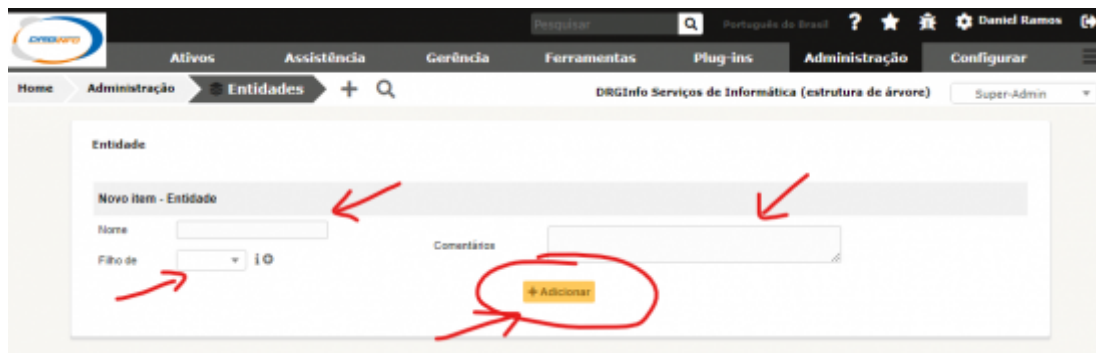 DRGINFO
Pesquisar Português do Brasil ? Daniel Ramos
Ativos Assistência Gerência Ferramentas Plug-ins Administração Configurar
Home Administração Entidades + DRGInfo Serviços de Informática (estrutura de árvore) Super-Admin
Entidade
Novo item - Entidade
Nome
Comentários
Filho de i
+ Adicionar